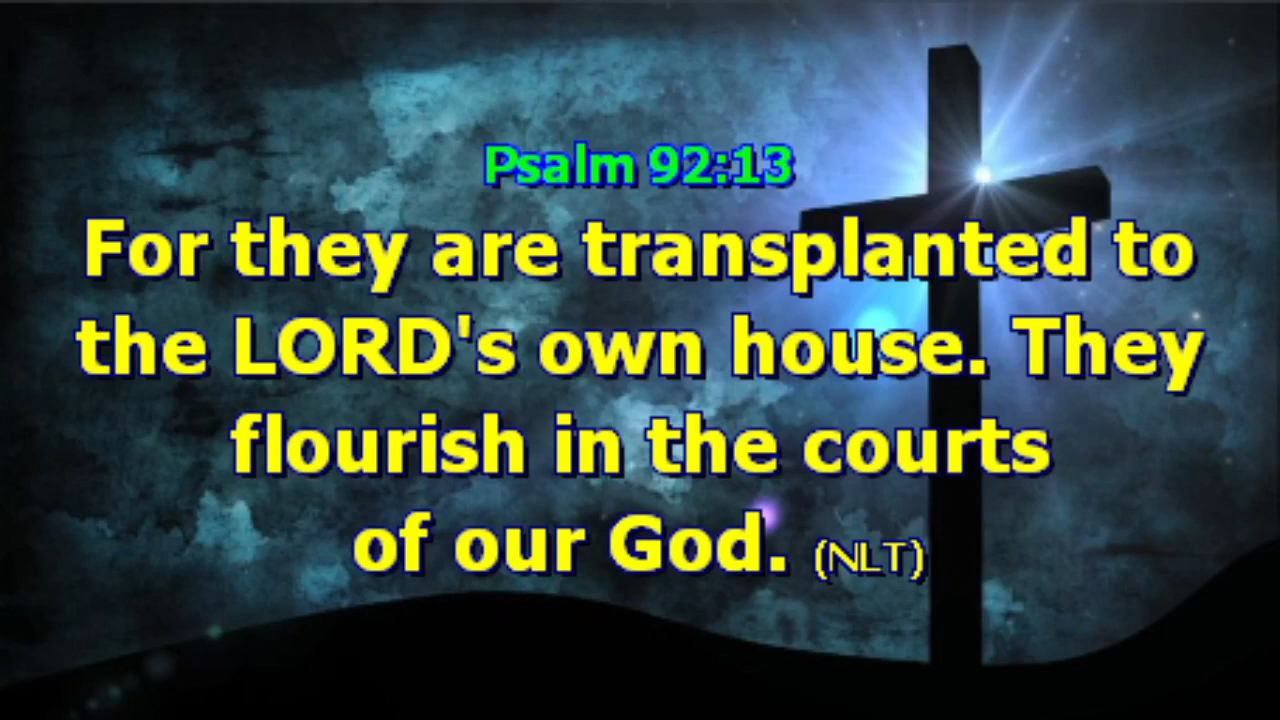 Psalm 92:13
For they are transplanted to
the LORD's own house. They
flourish in the courts
of our God. (NLT)